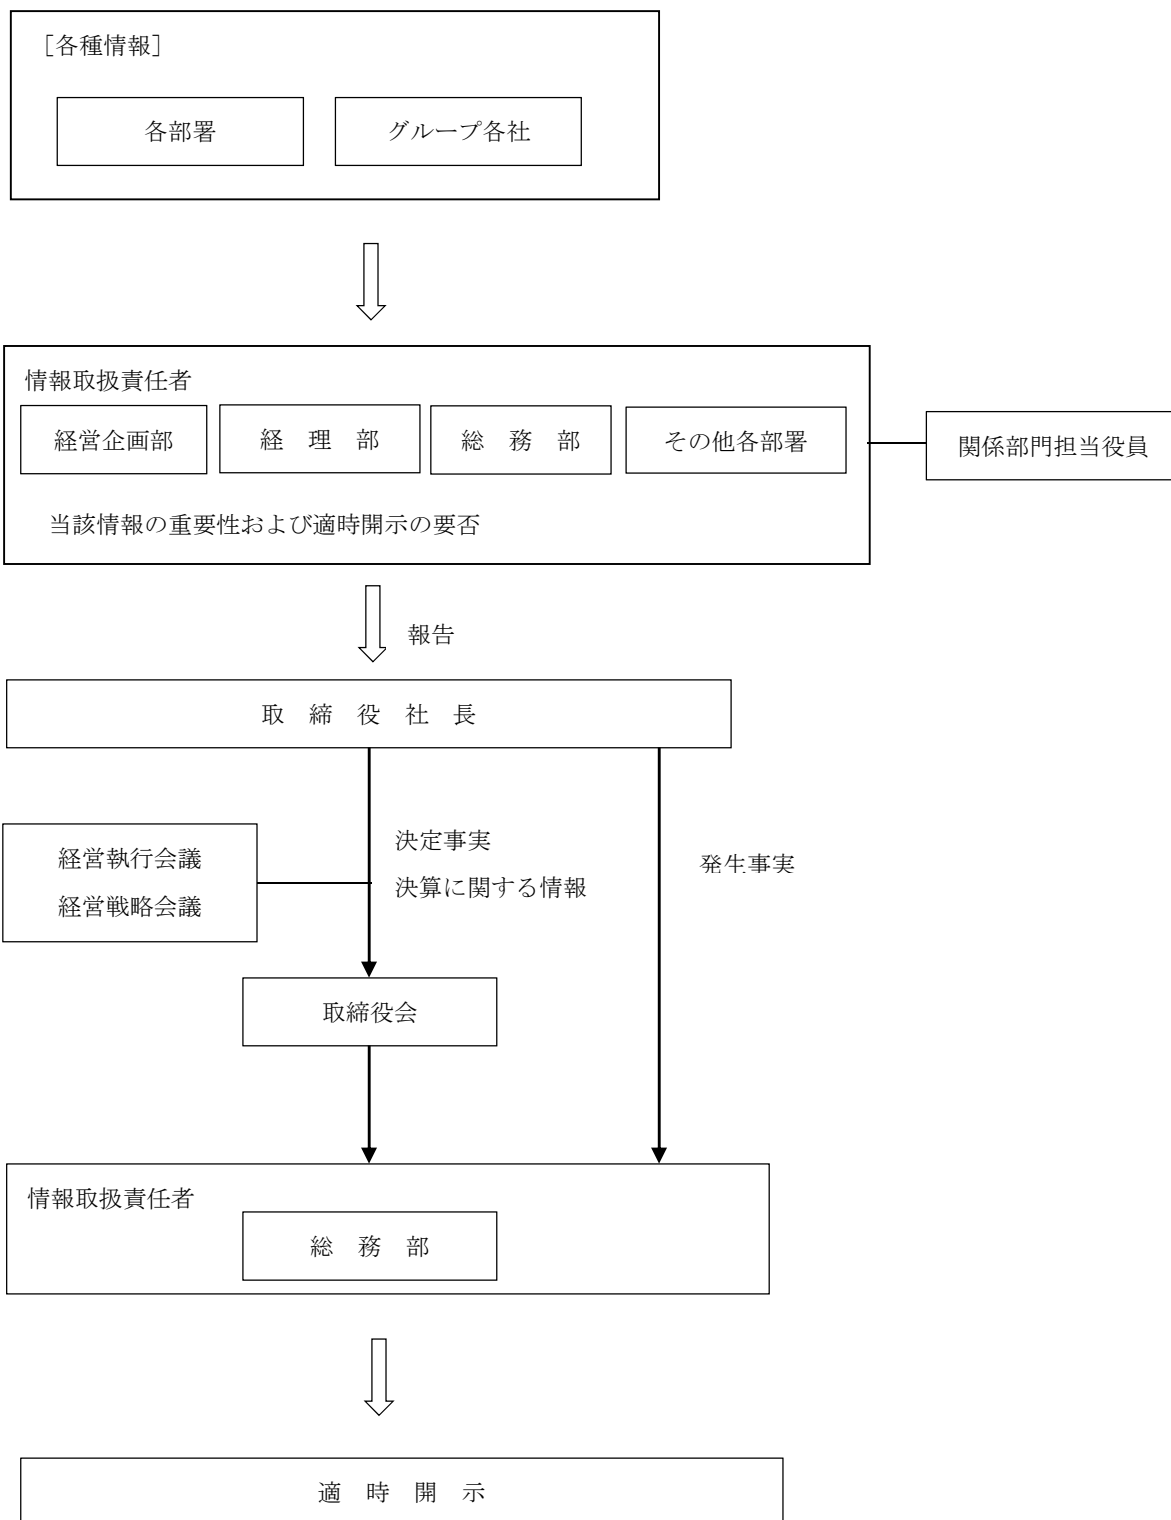 ［各種情報］
各部署
グループ各社
情報取扱責任者
経営企画部
経　理　部
総　務　部
その他各部署
関係部門担当役員
当該情報の重要性および適時開示の要否
報告
取　締　役　社　長
決定事実
経営執行会議
発生事実
決算に関する情報
経営戦略会議
取締役会
情報取扱責任者
総　務　部
適　時　開　示